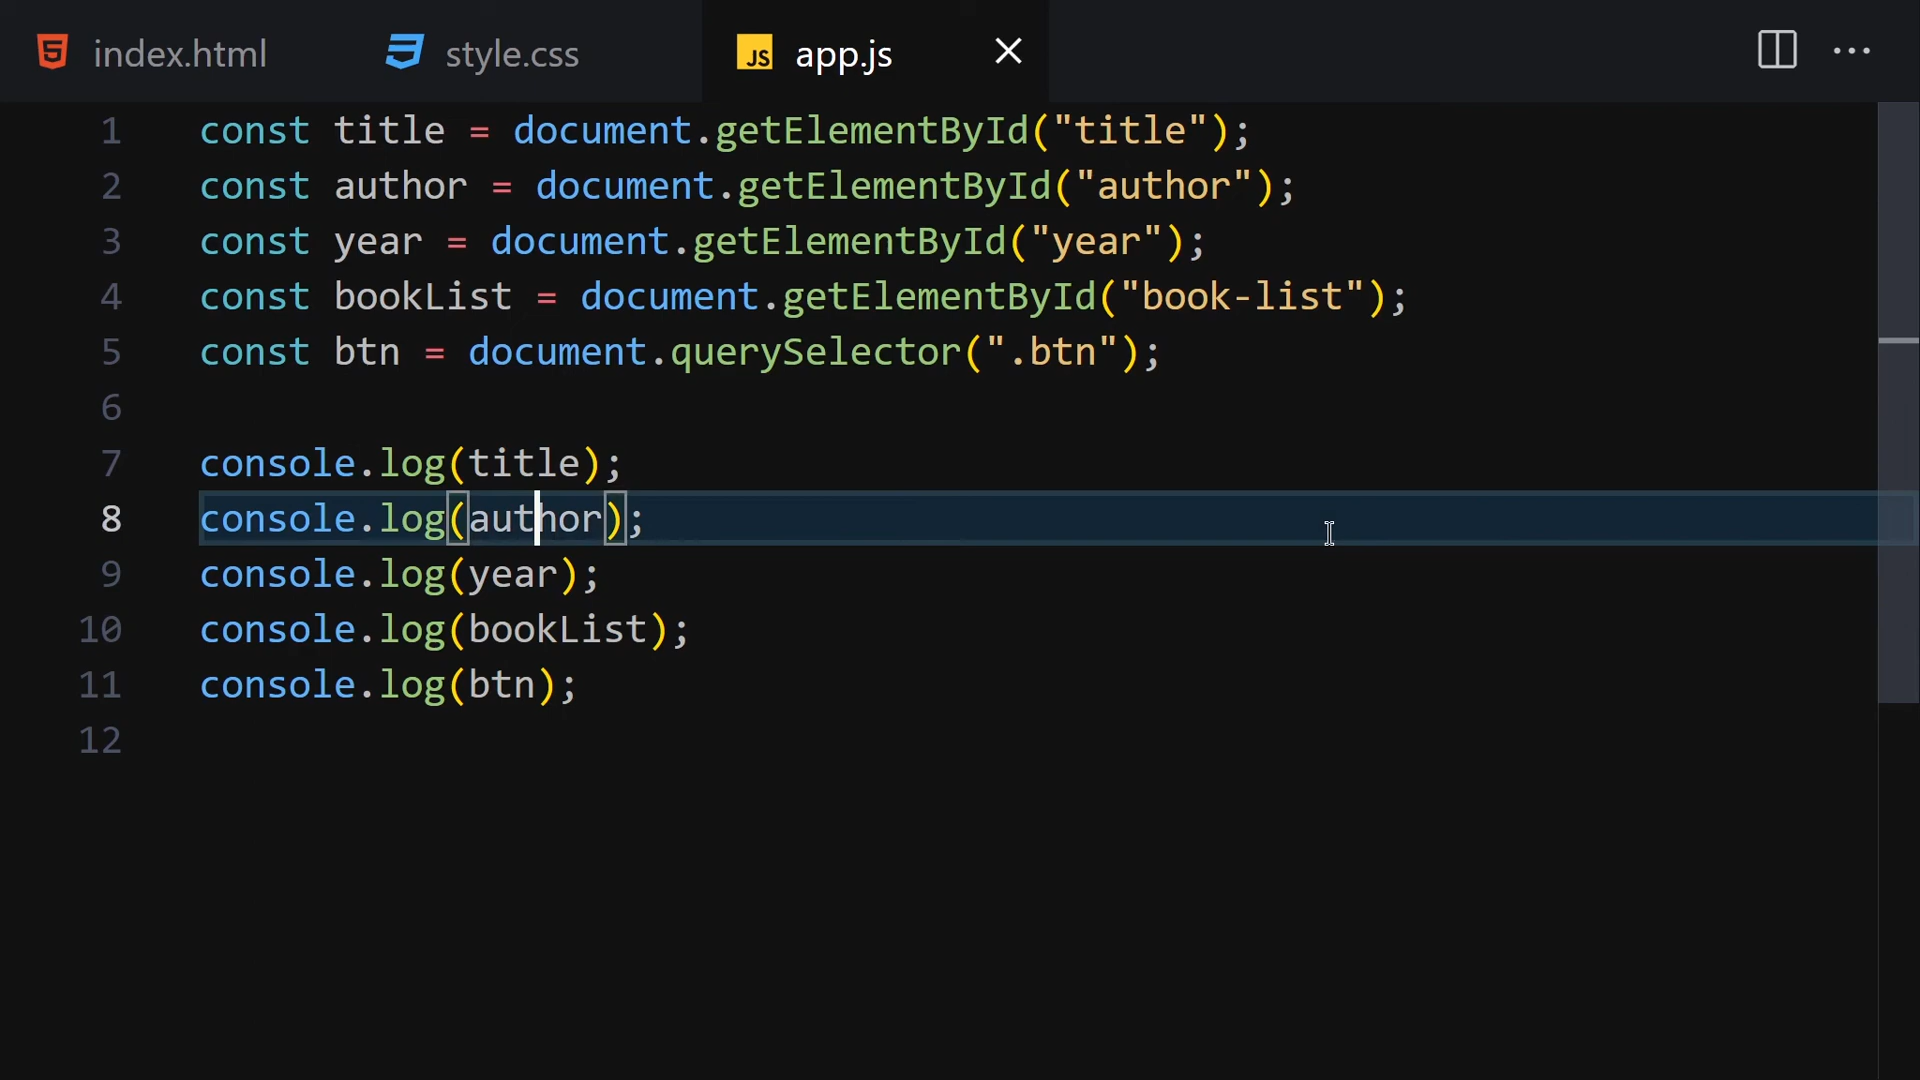 index.html style.css JS app.js
1 const title = document.getElementById("title");
2 const author = document.getElementById("author");
3 const year = document.getElementById("year");
4 const bookList = document.getElementById("book-list");
5 const btn = document.querySelector(".btn");
6
7 console.log(title);
8 console.log(author);
9 console.log(year);
10 console.log(bookList);
11 console.log(btn);
12